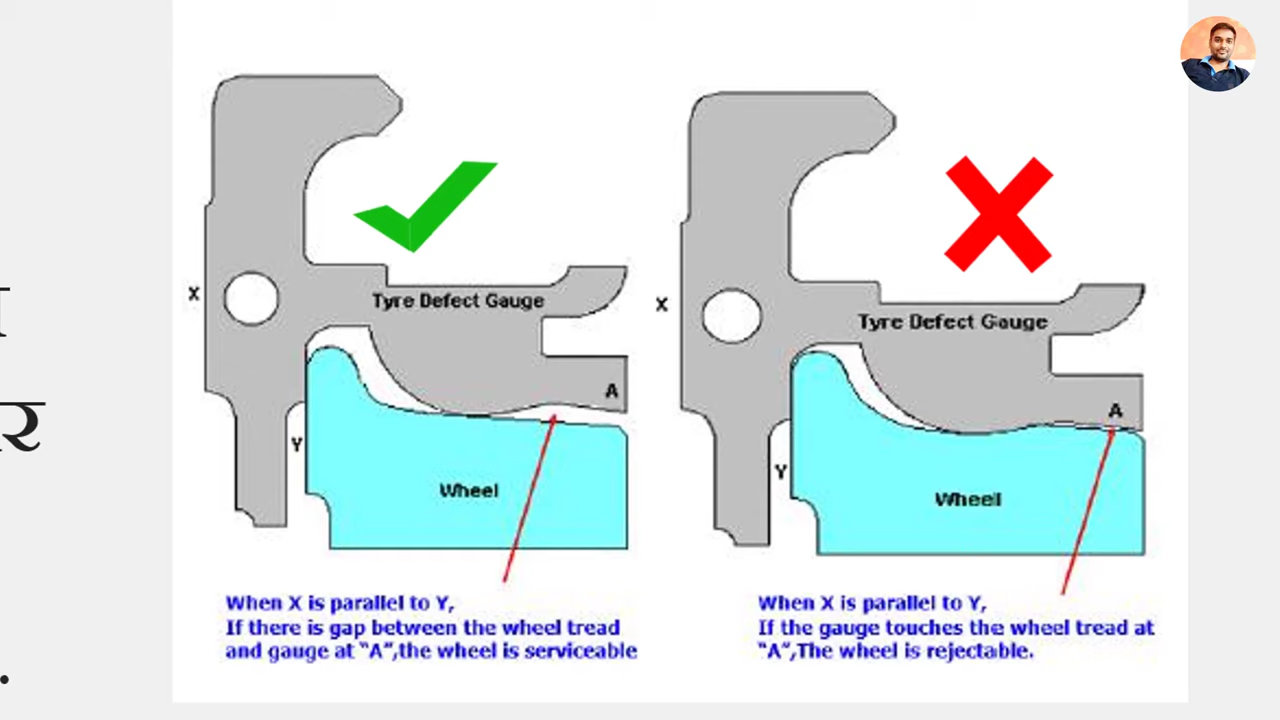 X
Tyre Defect Gauge
A
Y
Wheel
When X is parallel to Y,
If there is gap between the wheel tread
and gauge at "A",the wheel is serviceable
X
Tyre Defect Gauge
A
Y
Wheel
When X is parallel to Y,
If the gauge touches the wheel tread at
"A",The wheel is rejectable.